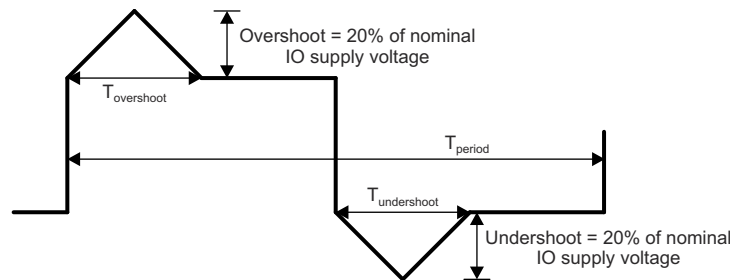 Overshoot = 20% of nominal
IO supply voltage
Tovershoot
Tperiod
Tundershoot
Undershoot = 20% of nominal
IO supply voltage